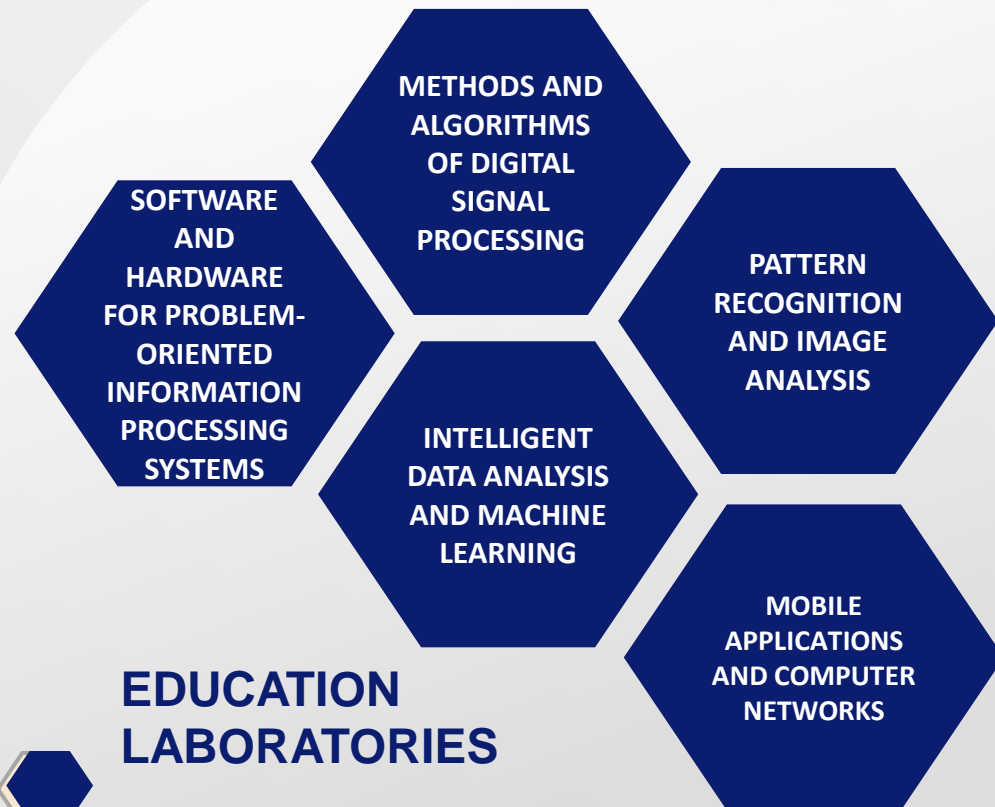 METHODS AND
ALGORITHMS
OF DIGITAL
SIGNAL
PROCESSING
SOFTWARE
AND
HARDWARE
FOR PROBLEM-
ORIENTED
INFORMATION
PROCESSING
SYSTEMS
PATTERN
RECOGNITION
AND IMAGE
ANALYSIS
INTELLIGENT
DATA ANALYSIS
AND MACHINE
LEARNING
MOBILE
APPLICATIONS
AND COMPUTER
NETWORKS
EDUCATION
LABORATORIES